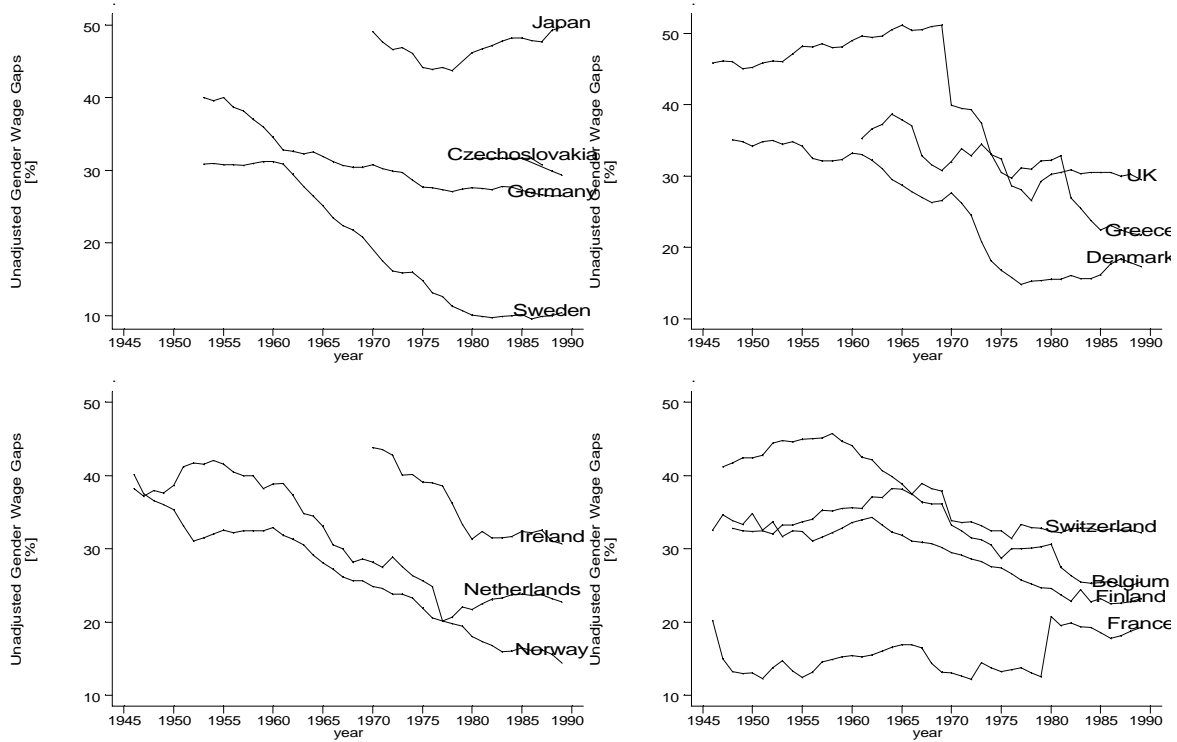 Unadjusted Gender Wage Gaps
[%]
50
40
30
20
10
Japan
Czechoslovakia
Germany
Sweden
1945 1950 1955 1960 1965 1970 1975 1980 1985 1990
year
Unadjusted Gender Wage Gaps
50
40
30
20
10
UK
Greece
Denmark
1945 1950 1955 1960 1965 1970 1975 1980 1985 1990
year
Unadjusted Gender Wage Gaps
[%]
50
40
30
20
10
Ireland
Netherlands
Norway
1945 1950 1955 1960 1965 1970 1975 1980 1985 1990
year
Unadjusted Gender Wage Gaps
[%]
50
40
30
20
10
Switzerland
Belgium
Finland
France
1945 1950 1955 1960 1965 1970 1975 1980 1985 1990
year